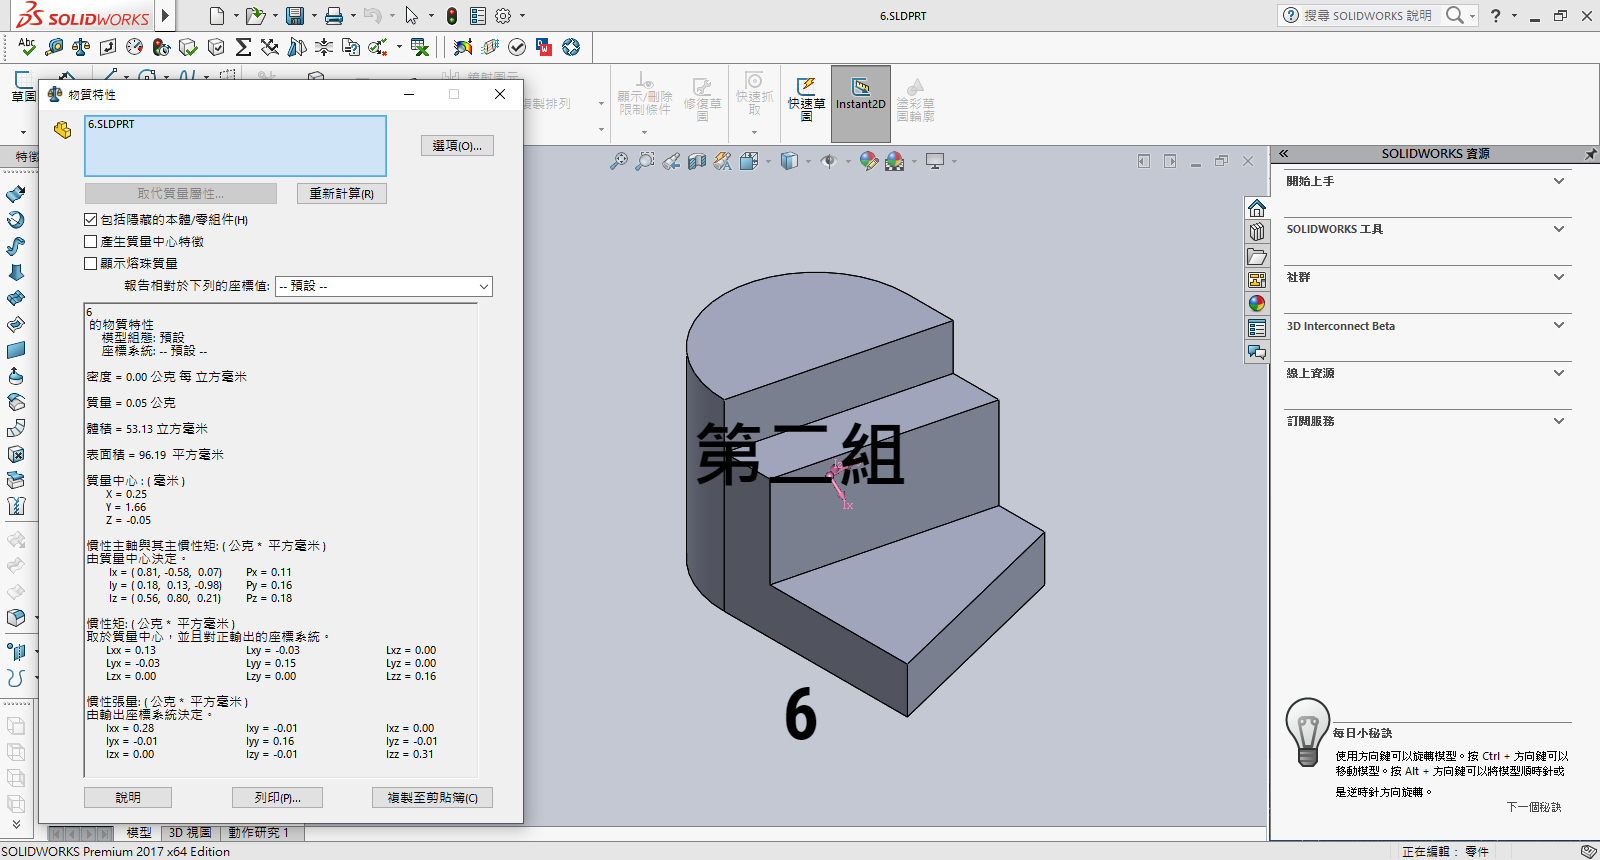 SOLIDWORKS
6.SLDPRT
搜尋 SOLIDWORKS 說明
Abc
草圖
複製排列
顯示/刪除
限制條件
修復草
圖
快速抓
取
快速草
圖
Instant2D
塗彩草
圖輪廓
特徵
物質特性
6.SLDPRT
選項(O)...
取代質量屬性...
重新計算(R)
包括隱藏的本體/零組件(H)
產生質量中心特徵
顯示熔珠質量
報告相對於下列的座標值:
-- 預設 --
6
的物質特性
模型組態: 預設
座標系統: -- 預設 --
密度 = 0.00 公克 每 立方毫米
質量 = 0.05 公克
體積 = 53.13 立方毫米
表面積 = 96.19 平方毫米
質量中心 : ( 毫米 )
X = 0.25
Y = 1.66
Z = -0.05
慣性主軸與其主慣性矩: ( 公克 * 平方毫米 )
由質量中心決定。
Ix = ( 0.81, -0.58, 0.07) Px = 0.11
Iy = ( 0.18, 0.13, -0.98) Py = 0.16
Iz = ( 0.56, 0.80, 0.21) Pz = 0.18
慣性矩: ( 公克 * 平方毫米 )
取於質量中心，並且對正輸出的座標系統。
Lxx = 0.13 Lxy = -0.03 Lxz = 0.00
Lyx = -0.03 Lyy = 0.15 Lyz = 0.00
Lzx = 0.00 Lzy = 0.00 Lzz = 0.16
慣性張量: ( 公克 * 平方毫米 )
由輸出座標系統決定。
Ixx = 0.28 Ixy = -0.01 Ixz = 0.00
Iyx = -0.01 Iyy = 0.16 Iyz = -0.01
Izx = 0.00 Izy = -0.01 Izz = 0.31
說明
列印(P)...
複製至剪貼簿(C)
第二組
Ix
6
SOLIDWORKS 資源
開始上手
SOLIDWORKS 工具
社群
3D Interconnect Beta
線上資源
訂閱服務
每日小秘訣
使用方向鍵可以旋轉模型。按 Ctrl + 方向鍵可以
移動模型。按 Alt + 方向鍵可以將模型順時針或
是逆時針方向旋轉。
下一個秘訣
模型
3D 視圖
動作研究 1
SOLIDWORKS Premium 2017 x64 Edition
正在編輯： 零件